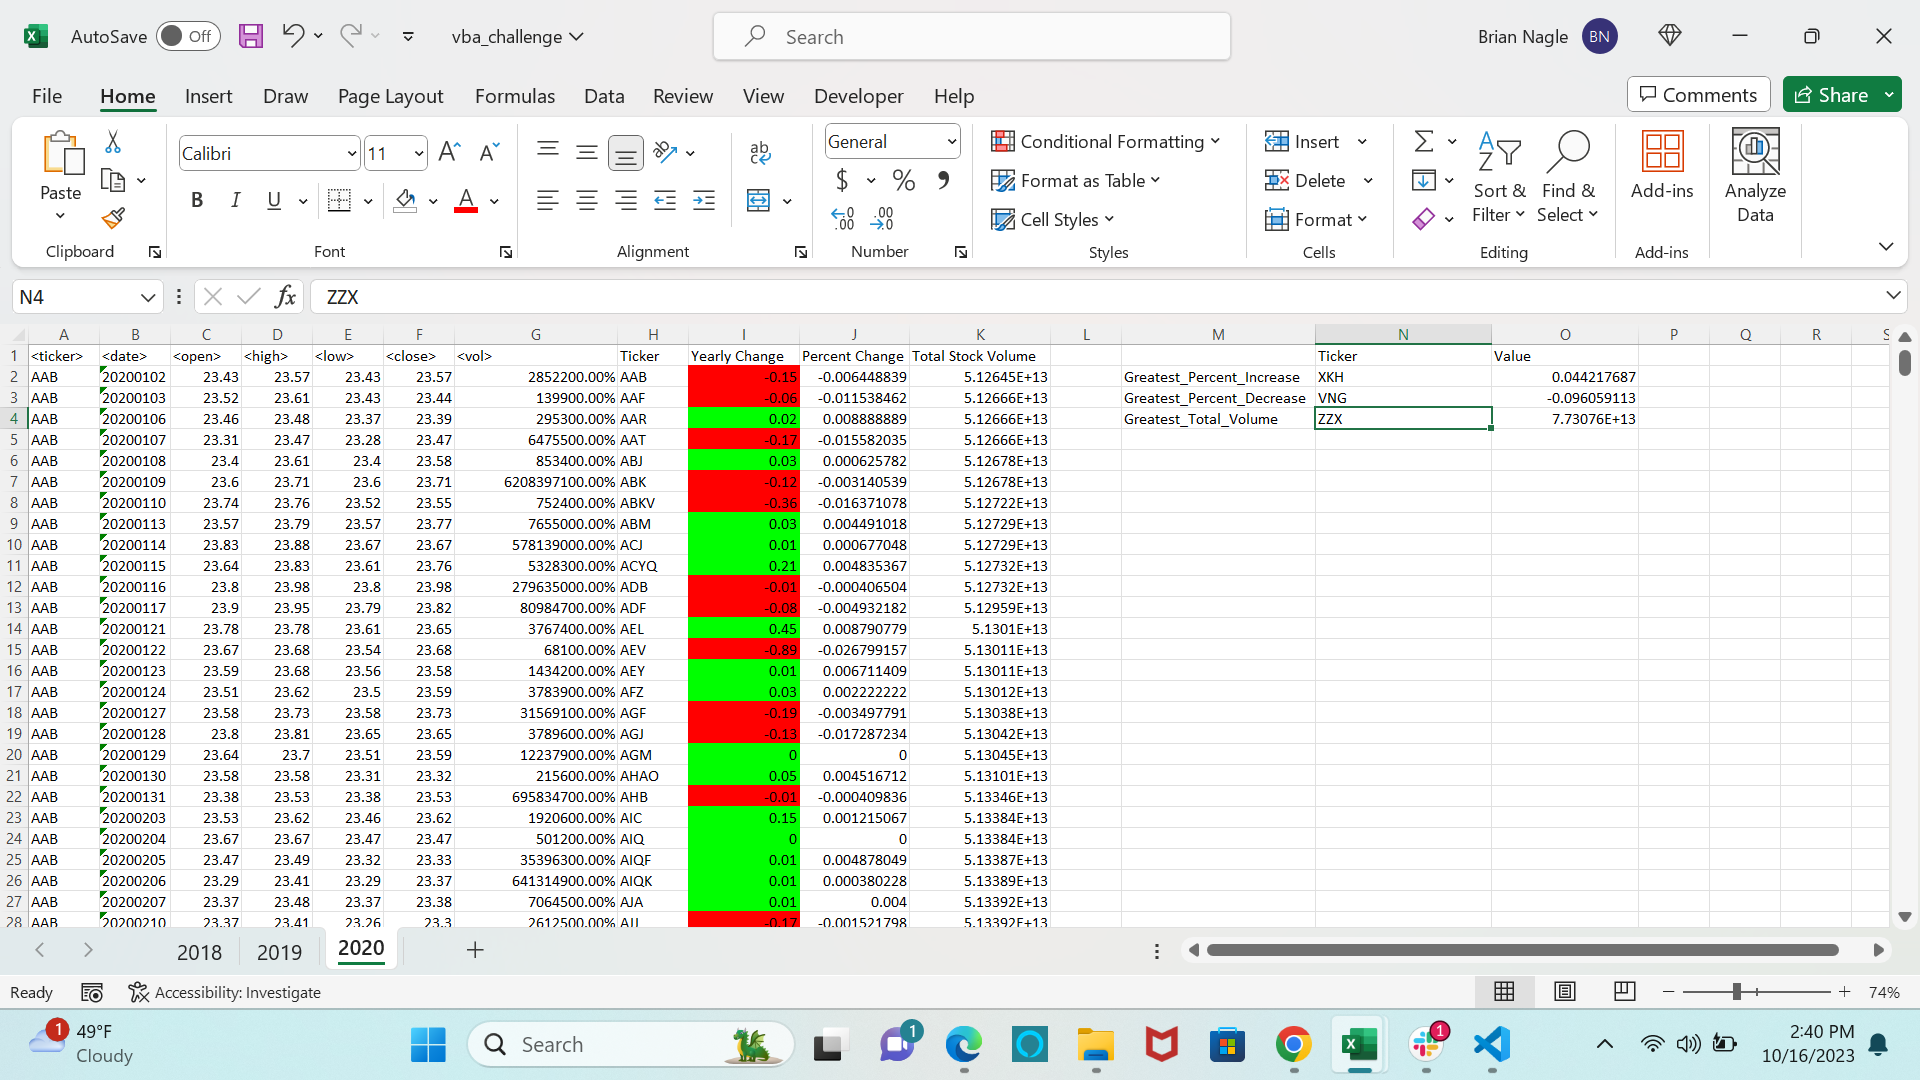 AutoSave Off vba_challenge Search Brian Nagle BN
File Home Insert Draw Page Layout Formulas Data Review View Developer Help Comments Share
Paste Calibri 11 General Conditional Formatting Insert
Format as Table Delete Sort & Filter Find & Select Add-ins Analyze Data
B I U A $ % Cell Styles Format
Clipboard Font Alignment Number Styles Cells Editing Add-ins
N4 fx ZZX
A B C D E F G H I J K L M N O P Q R S
1 <ticker> <date> <open> <high> <low> <close> <vol> Ticker Yearly Change Percent Change Total Stock Volume Ticker Value
2 AAB 20200102 23.43 23.57 23.43 23.57 2852200.00% AAB -0.15 -0.006448839 5.12645E+13 Greatest_Percent_Increase XKH 0.044217687
3 AAB 20200103 23.52 23.61 23.43 23.44 139900.00% AAF -0.06 -0.011538462 5.12666E+13 Greatest_Percent_Decrease VNG -0.096059113
4 AAB 20200106 23.46 23.48 23.37 23.39 295300.00% AAR 0.02 0.008888889 5.12666E+13 Greatest_Total_Volume ZZX 7.73076E+13
5 AAB 20200107 23.31 23.47 23.28 23.47 6475500.00% AAT -0.17 -0.015582035 5.12666E+13
6 AAB 20200108 23.4 23.61 23.4 23.58 853400.00% ABJ 0.03 0.000625782 5.12678E+13
7 AAB 20200109 23.6 23.71 23.6 23.71 6208397100.00% ABK -0.12 -0.003140539 5.12678E+13
8 AAB 20200110 23.74 23.76 23.52 23.55 752400.00% ABKV -0.36 -0.016371078 5.12722E+13
9 AAB 20200113 23.57 23.79 23.57 23.77 7655000.00% ABM 0.03 0.004491018 5.12729E+13
10 AAB 20200114 23.83 23.88 23.67 23.67 578139000.00% ACJ 0.01 0.000677048 5.12729E+13
11 AAB 20200115 23.64 23.83 23.61 23.76 5328300.00% ACYQ 0.21 0.004835367 5.12732E+13
12 AAB 20200116 23.8 23.98 23.8 23.98 279635000.00% ADB -0.01 -0.000406504 5.12732E+13
13 AAB 20200117 23.9 23.95 23.79 23.82 80984700.00% ADF -0.08 -0.004932182 5.12959E+13
14 AAB 20200121 23.78 23.78 23.61 23.65 3767400.00% AEL 0.45 0.008790779 5.1301E+13
15 AAB 20200122 23.67 23.68 23.54 23.68 68100.00% AEV -0.89 -0.026799157 5.13011E+13
16 AAB 20200123 23.59 23.68 23.56 23.58 1434200.00% AEY 0.01 0.006711409 5.13011E+13
17 AAB 20200124 23.51 23.62 23.5 23.59 3783900.00% AFZ 0.03 0.002222222 5.13012E+13
18 AAB 20200127 23.58 23.73 23.58 23.73 31569100.00% AGF -0.19 -0.003497791 5.13038E+13
19 AAB 20200128 23.8 23.81 23.65 23.65 3789600.00% AGJ -0.13 -0.017287234 5.13042E+13
20 AAB 20200129 23.64 23.7 23.51 23.59 12237900.00% AGM 0 0 5.13045E+13
21 AAB 20200130 23.58 23.58 23.31 23.32 215600.00% AHAO 0.05 0.004516712 5.13101E+13
22 AAB 20200131 23.38 23.53 23.38 23.53 695834700.00% AHB -0.01 -0.000409836 5.13346E+13
23 AAB 20200203 23.53 23.62 23.46 23.62 1920600.00% AIC 0.15 0.001215067 5.13384E+13
24 AAB 20200204 23.67 23.67 23.47 23.47 501200.00% AIQ 0 0 5.13384E+13
25 AAB 20200205 23.47 23.49 23.32 23.33 35396300.00% AIQF 0.01 0.004878049 5.13387E+13
26 AAB 20200206 23.29 23.41 23.29 23.37 641314900.00% AIQK 0.01 0.000380228 5.13389E+13
27 AAB 20200207 23.37 23.48 23.37 23.38 7064500.00% AJA 0.01 0.004 5.13392E+13
28 AAB 20200210 23.37 23.41 23.26 23.3 2612500.00% -0.17 -0.001521798 5.13392E+13
2018 2019 2020
Ready Accessibility: Investigate 74%
1 49°F Cloudy Search 1 1 2:40 PM
10/16/2023